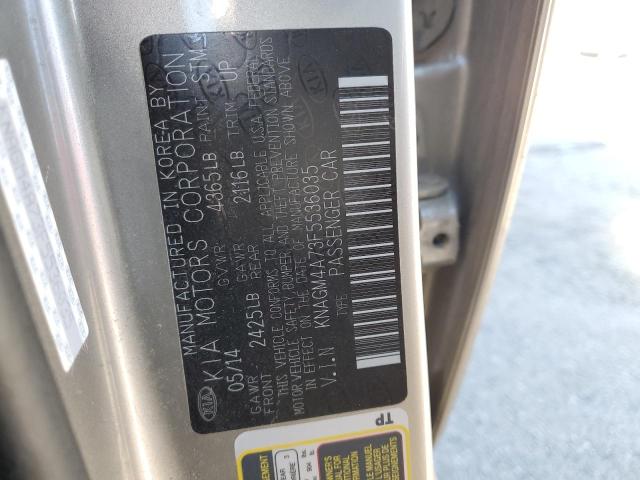 MANUFACTURED IN KOREA BY
KIA MOTORS CORPORATION
05/14 GVWR 4365LB PAINT STM
GAWR 2425LB GAWR 2116LB TRIM UP
FRONT REAR
THIS VEHICLE CONFORMS TO ALL APPLICABLE U.S.A. FEDERAL
MOTOR VEHICLE SAFETY, BUMPER AND THEFT PREVENTION STANDARDS
IN EFFECT ON THE DATE OF MANUFACTURE SHOWN ABOVE
V.I.N KNAGM4A73F5536035
TYPE: PASSENGER CAR
KIA
TP